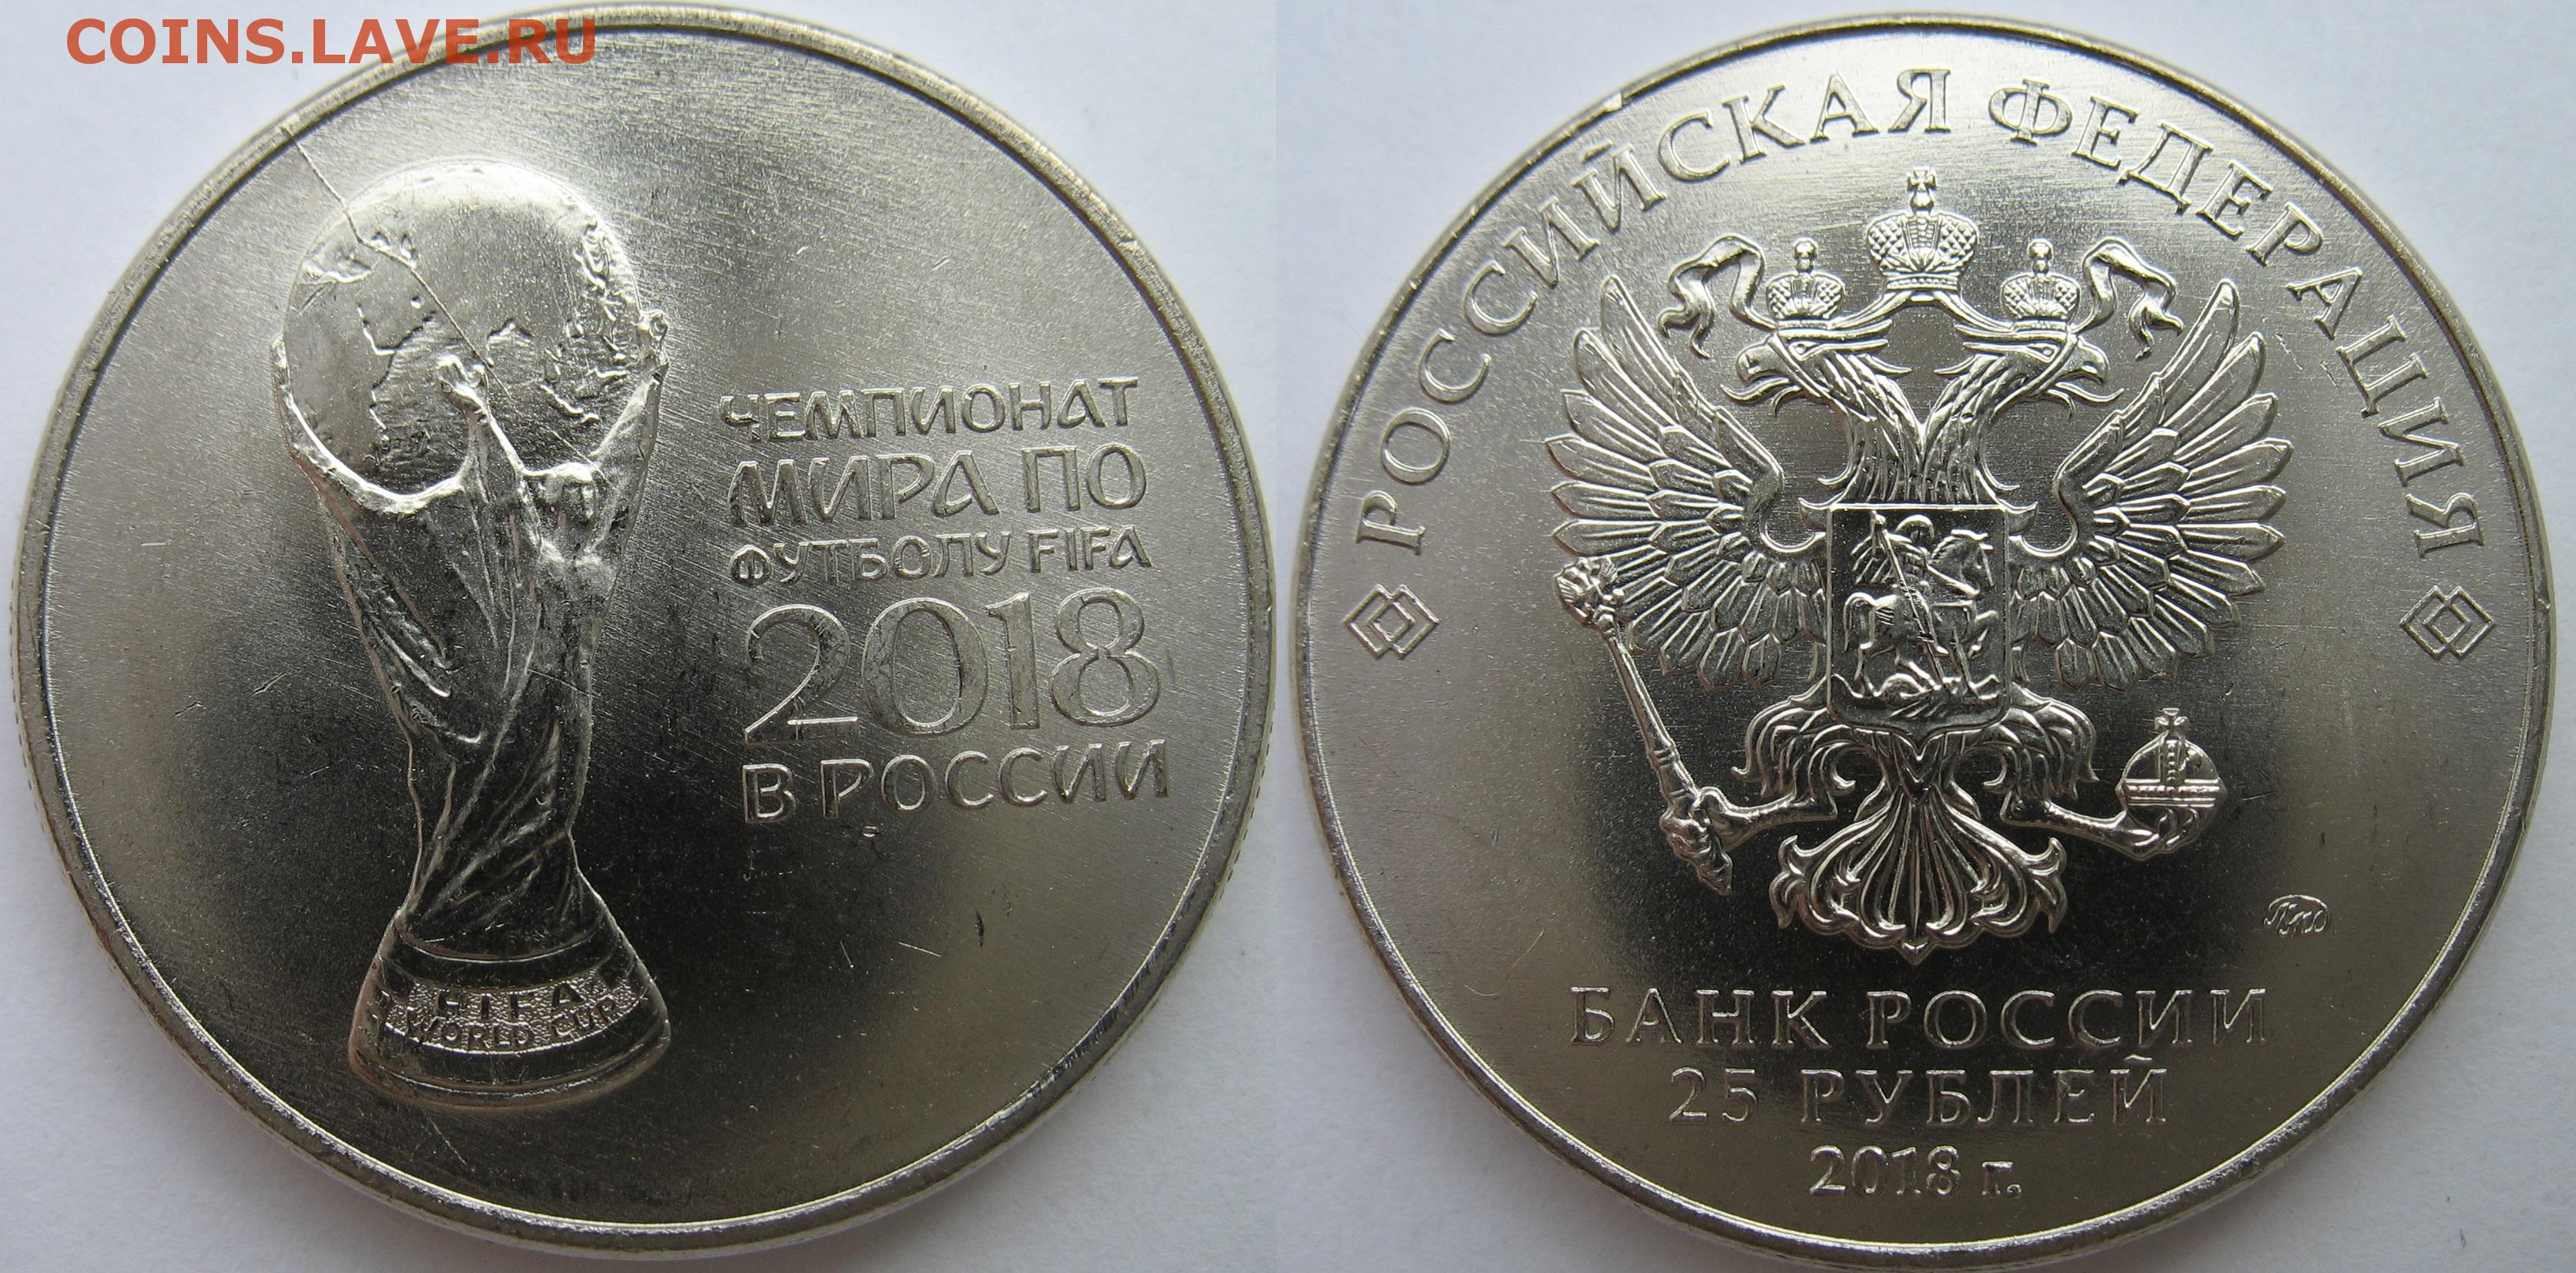 COINS.LAVE.RU
ЧЕМПИОНАТ
МИРА ПО
ФУТБОЛУ FIFA
2018
В РОССИИ
FIFA
WORLD CUP
РОССИЙСКАЯ ФЕДЕРАЦИЯ
ММД
БАНК РОССИИ
25 РУБЛЕЙ
2018 г.